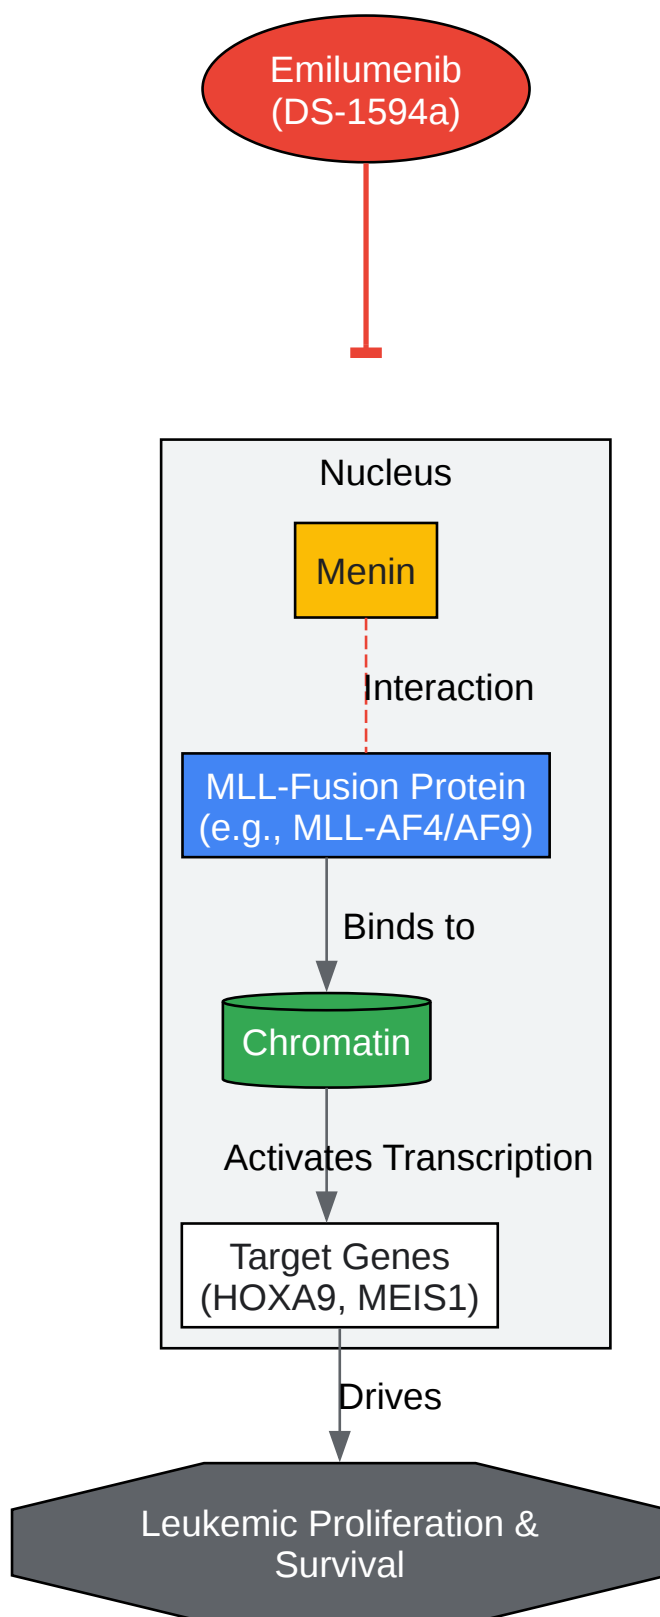 Emilumenib
(DS-1594a)
Nucleus
Menin
Interaction
MLL-Fusion Protein
(e.g., MLL-AF4/AF9)
Binds to
Chromatin
Activates Transcription
Target Genes
(HOXA9, MEIS1)
Drives
Leukemic Proliferation &
Survival